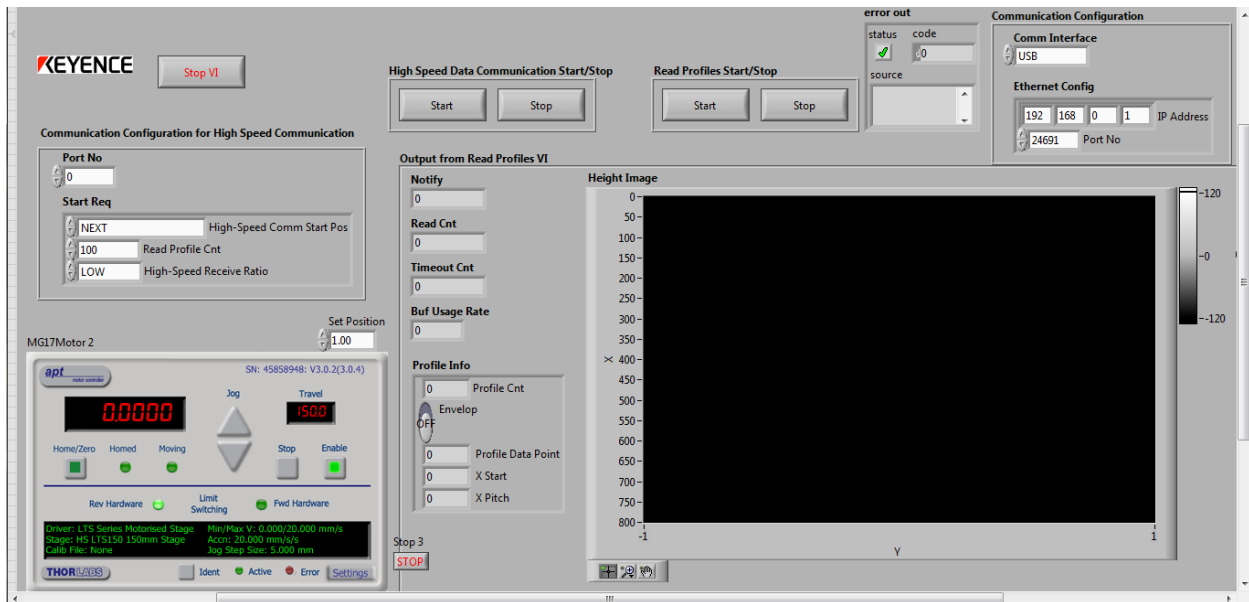 KEYENCE
Stop VI
High Speed Data Communication Start/Stop
Start
Stop
Read Profiles Start/Stop
Start
Stop
error out
status
code
0
source
Communication Configuration
Comm Interface
USB
Ethernet Config
192 168 0 1 IP Address
24691 Port No
Communication Configuration for High Speed Communication
Port No
0
Start Req
NEXT High-Speed Comm Start Pos
100 Read Profile Cnt
LOW High-Speed Receive Ratio
Set Position
1.00
MG17Motor 2
apt
motor controller
SN: 45858948: V3.0.2(3.0.4)
0.0000
Jog
Travel
150.0
Home/Zero
Homed
Moving
Stop
Enable
Rev Hardware
Limit
Switching
Fwd Hardware
Driver: LTS Series Motorised Stage
Stage: HS LTS150 150mm Stage
Calib File: None
Min/Max V: 0.000/20.000 mm/s
Accn: 20.000 mm/s/s
Jog Step Size: 5.000 mm
THORLABS
Ident
Active
Error
Settings
Output from Read Profiles VI
Notify
0
Read Cnt
0
Timeout Cnt
0
Buf Usage Rate
0
Profile Info
0 Profile Cnt
Envelop
OFF
0 Profile Data Point
0 X Start
0 X Pitch
Stop 3
STOP
Height Image
0
50
100
150
200
250
300
350
400
450
500
550
600
650
700
750
800
X
-1
1
Y
120
0
-120